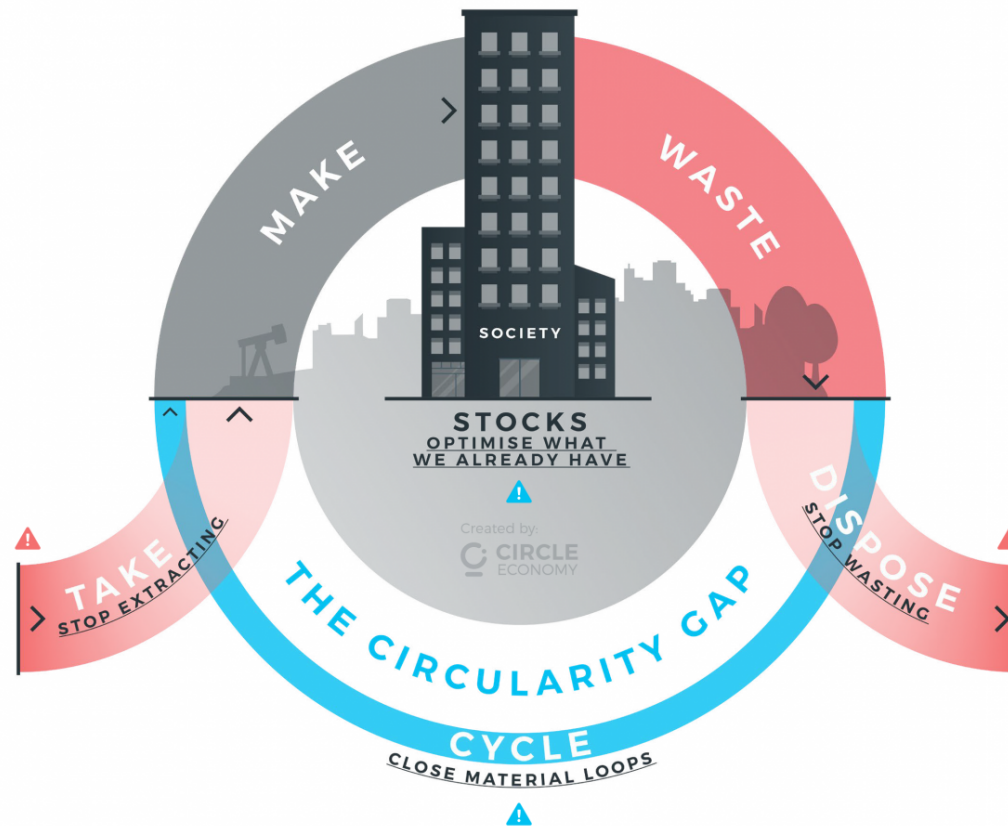 MAKE
WASTE
SOCIETY
STOCKS
OPTIMISE WHAT
WE ALREADY HAVE
!
Created by:
CIRCLE
ECONOMY
!
TAKE
STOP EXTRACTING
DISPOSE
STOP WASTING
THE CIRCULARITY GAP
CYCLE
CLOSE MATERIAL LOOPS
!